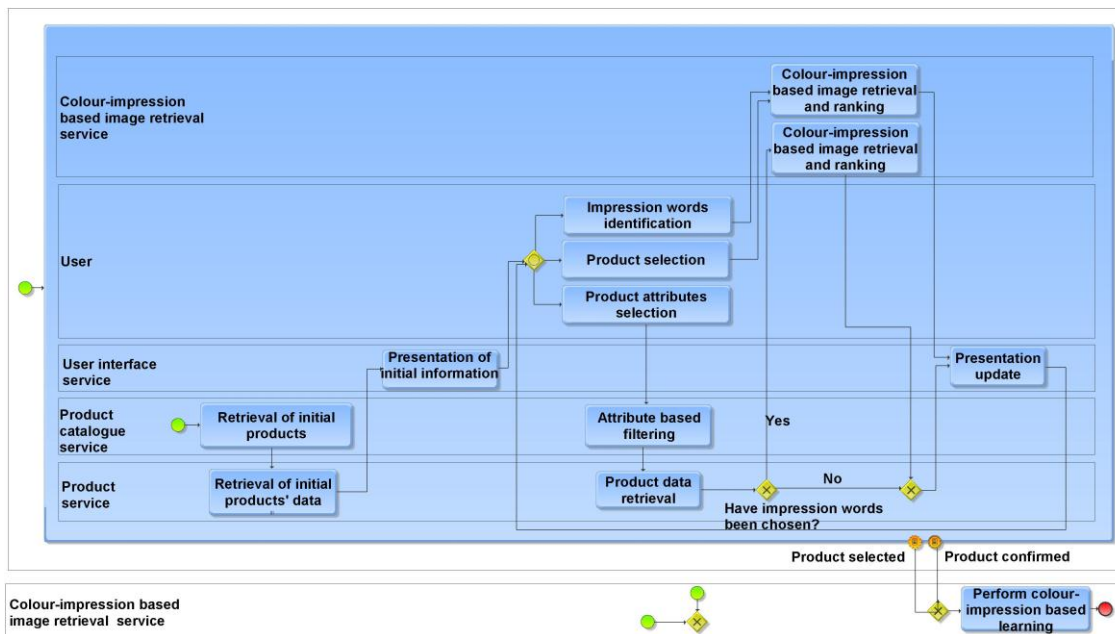 Colour-impression
based image retrieval
and ranking
Colour-impression
based image retrieval
service
Colour-impression
based image retrieval
and ranking
Impression words
identification
User
Product selection
Product attributes
selection
User interface
service
Presentation of
initial information
Presentation
update
Product
catalogue
service
Retrieval of initial
products
Attribute based
filtering
Yes
Product
service
Retrieval of initial
products' data
Product data
retrieval
No
Have impression words
been chosen?
Product selected
Product confirmed
Colour-impression based
image retrieval service
Perform colour-
impression based
learning